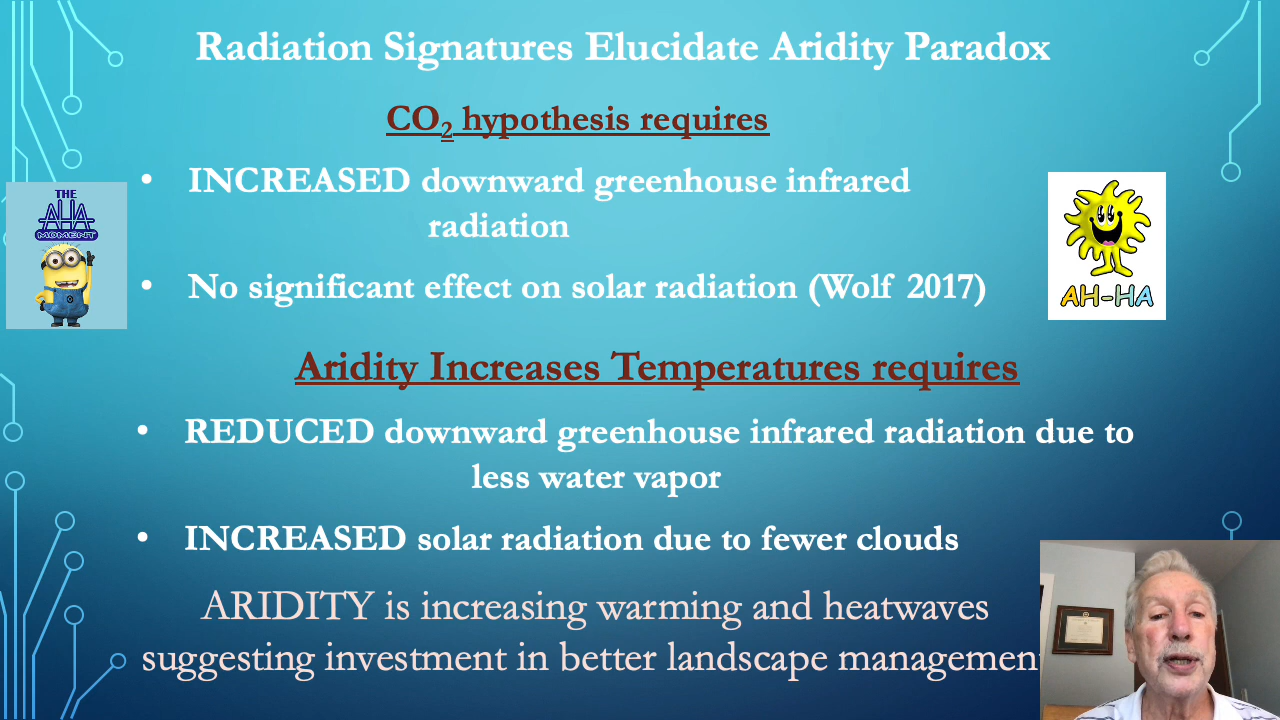 Radiation Signatures Elucidate Aridity Paradox
CO₂ hypothesis requires
• INCREASED downward greenhouse infrared
radiation
• No significant effect on solar radiation (Wolf 2017)
THE
AHA
MOMENT
AH-HA
Aridity Increases Temperatures requires
• REDUCED downward greenhouse infrared radiation due to
less water vapor
• INCREASED solar radiation due to fewer clouds
ARIDITY is increasing warming and heatwaves
suggesting investment in better landscape management